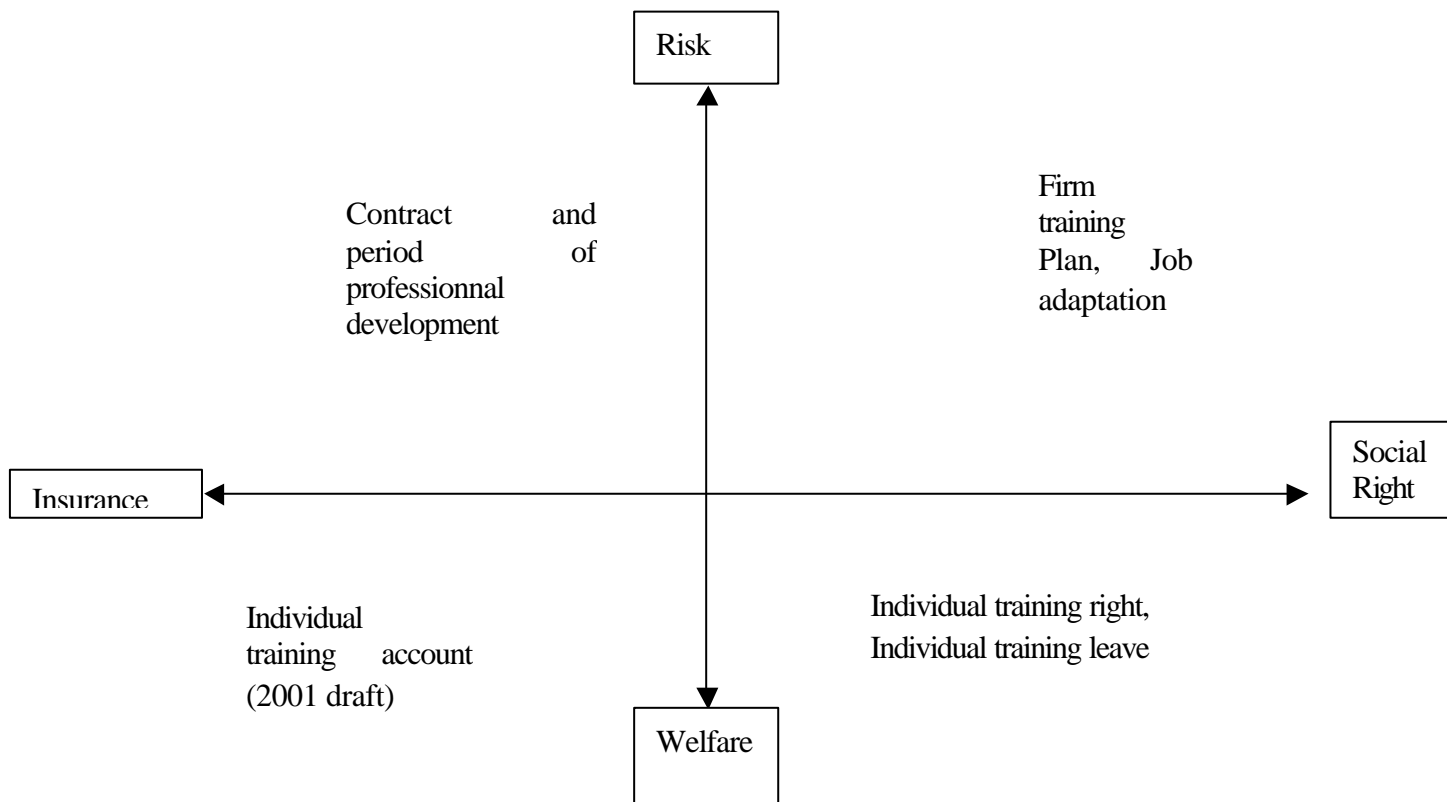 Risk
Contract and
period of
professionnal
development
Firm
training
Plan, Job
adaptation
Insurance
Social
Right
Individual
training account
(2001 draft)
Individual training right,
Individual training leave
Welfare